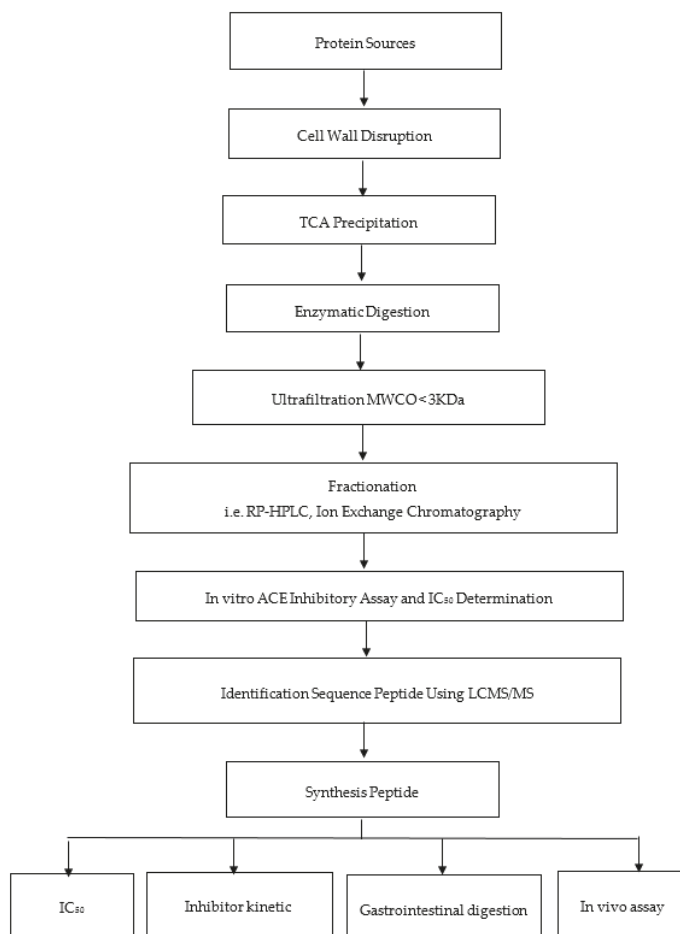 Protein Sources
Cell Wall Disruption
TCA Precipitation
Enzymatic Digestion
Ultrafiltration MWCO<3KDa
Fractionation
i.e. RP-HPLC, Ion Exchange Chromatography
In vitro ACE Inhibitory Assay and IC₅₀ Determination
Identification Sequence Peptide Using LCMS/MS
Synthesis Peptide
IC₅₀
Inhibitor kinetic
Gastrointestinal digestion
In vivo assay